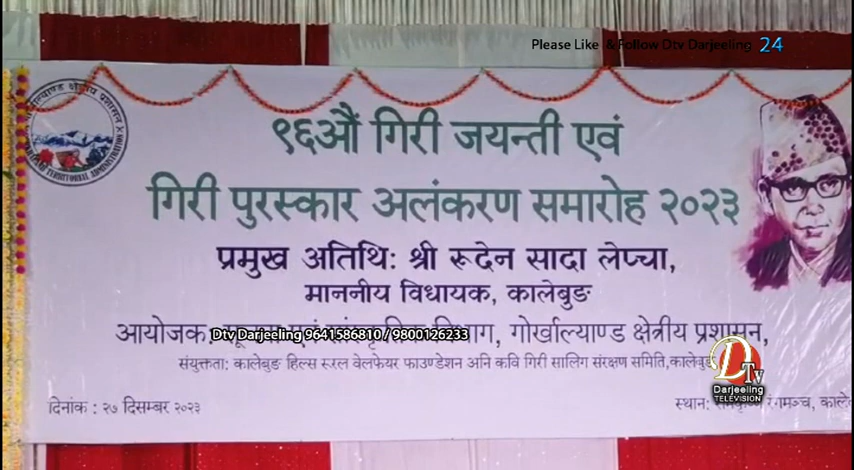 Please Like & Follow Dtv Darjeeling 24
९६औं गिरी जयन्ती एवं
गिरी पुरस्कार अलंकरण समारोह २०२३
प्रमुख अतिथि: श्री रूदेन सादा लेप्चा,
माननीय विधायक, कालेबुङ
आयोजक: विभाग, गोर्खाल्याण्ड क्षेत्रीय प्रशासन,
Dtv Darjeeling 9641586810 / 9800126233
संयुक्तता: कालेबुङ हिल्स रूरल वेलफेयर फाउण्डेशन अनि कवि गिरी सालिग संरक्षण समिति,कालेबुङ
DTv
Darjeeling
TELEVISION
दिनांक : २७ दिसम्बर २०२३
स्थान: रंगमञ्च,